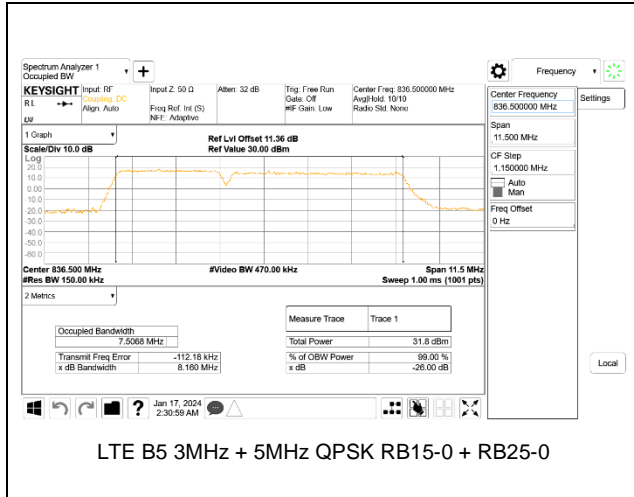 Spectrum Analyzer 1
Occupied BW
Frequency
KEYSIGHT
Input: RF
Coupling: DC
Align: Auto
Input Z: 50 Ω
Freq Ref: Int (S)
NFE: Adaptive
Atten: 32 dB
Trig: Free Run
Gate: Off
#IF Gain: Low
Center Freq: 836.500000 MHz
Avg|Hold: 10/10
Radio Std: None
Center Frequency
836.500000 MHz
Settings
Span
11.500 MHz
CF Step
1.150000 MHz
Auto
Man
Freq Offset
0 Hz
Local
1 Graph
Scale/Div 10.0 dB
Ref Lvl Offset 11.36 dB
Ref Value 30.00 dBm
Log
20.0
10.0
0.00
-10.0
-20.0
-30.0
-40.0
-50.0
-60.0
Center 836.500 MHz
#Video BW 470.00 kHz
Span 11.5 MHz
#Res BW 150.00 kHz
Sweep 1.00 ms (1001 pts)
2 Metrics
Measure Trace Trace 1
Occupied Bandwidth
7.5068 MHz
Total Power 31.8 dBm
Transmit Freq Error -112.18 kHz
% of OBW Power 99.00 %
x dB Bandwidth 8.160 MHz
x dB -26.00 dB
Jan 17, 2024
2:30:59 AM
LTE B5 3MHz + 5MHz QPSK RB15-0 + RB25-0